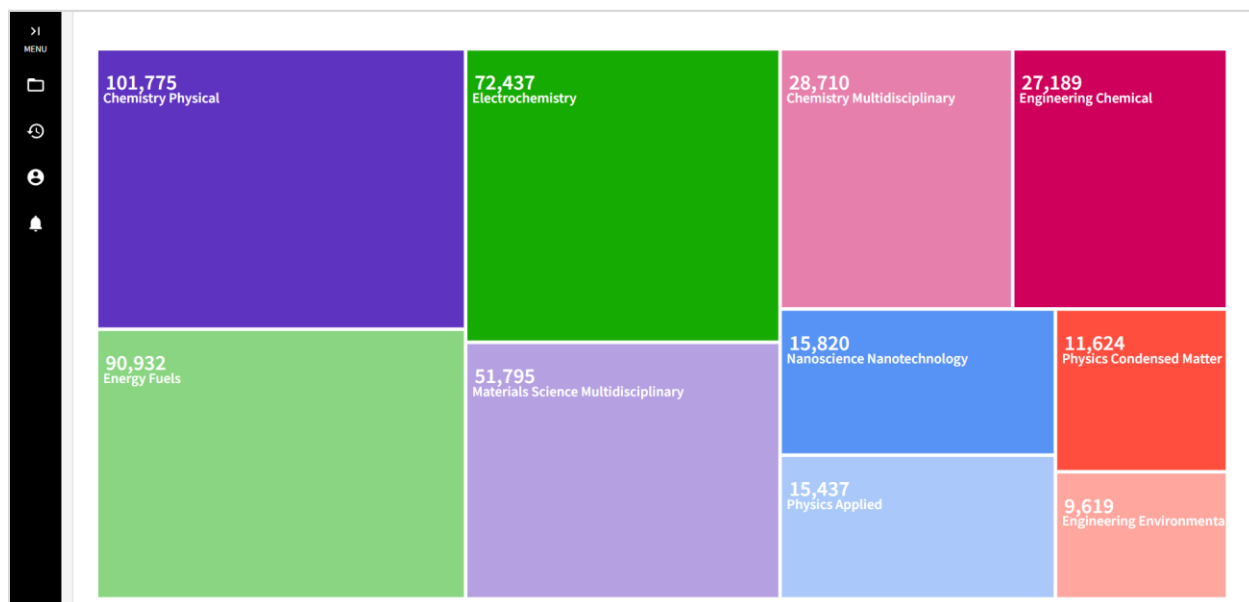 MENU
101,775
Chemistry Physical
72,437
Electrochemistry
28,710
Chemistry Multidisciplinary
27,189
Engineering Chemical
90,932
Energy Fuels
51,795
Materials Science Multidisciplinary
15,820
Nanoscience Nanotechnology
11,624
Physics Condensed Matter
15,437
Physics Applied
9,619
Engineering Environmenta